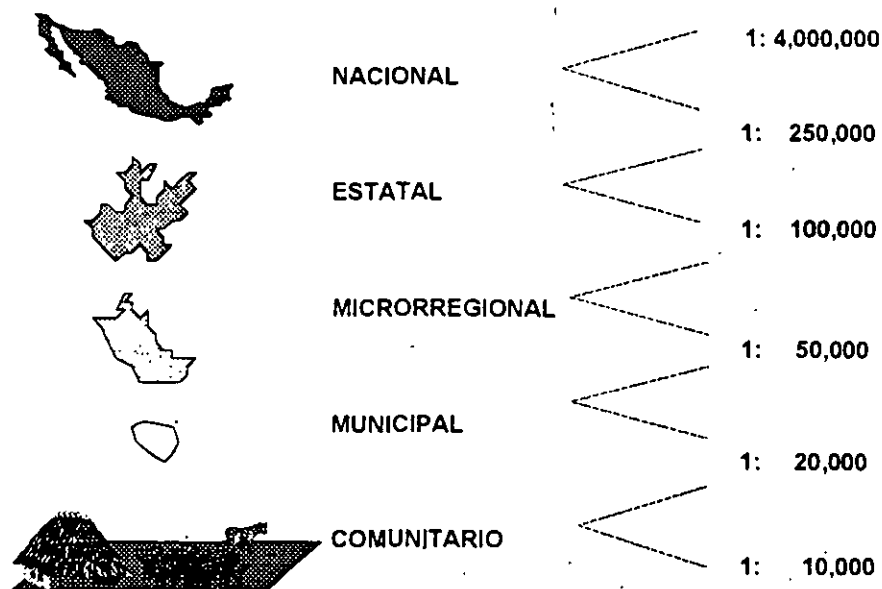 1: 4,000,000
NACIONAL
1: 250,000
ESTATAL
1: 100,000
MICRORREGIONAL
1: 50,000
MUNICIPAL
1: 20,000
COMUNITARIO
1: 10,000